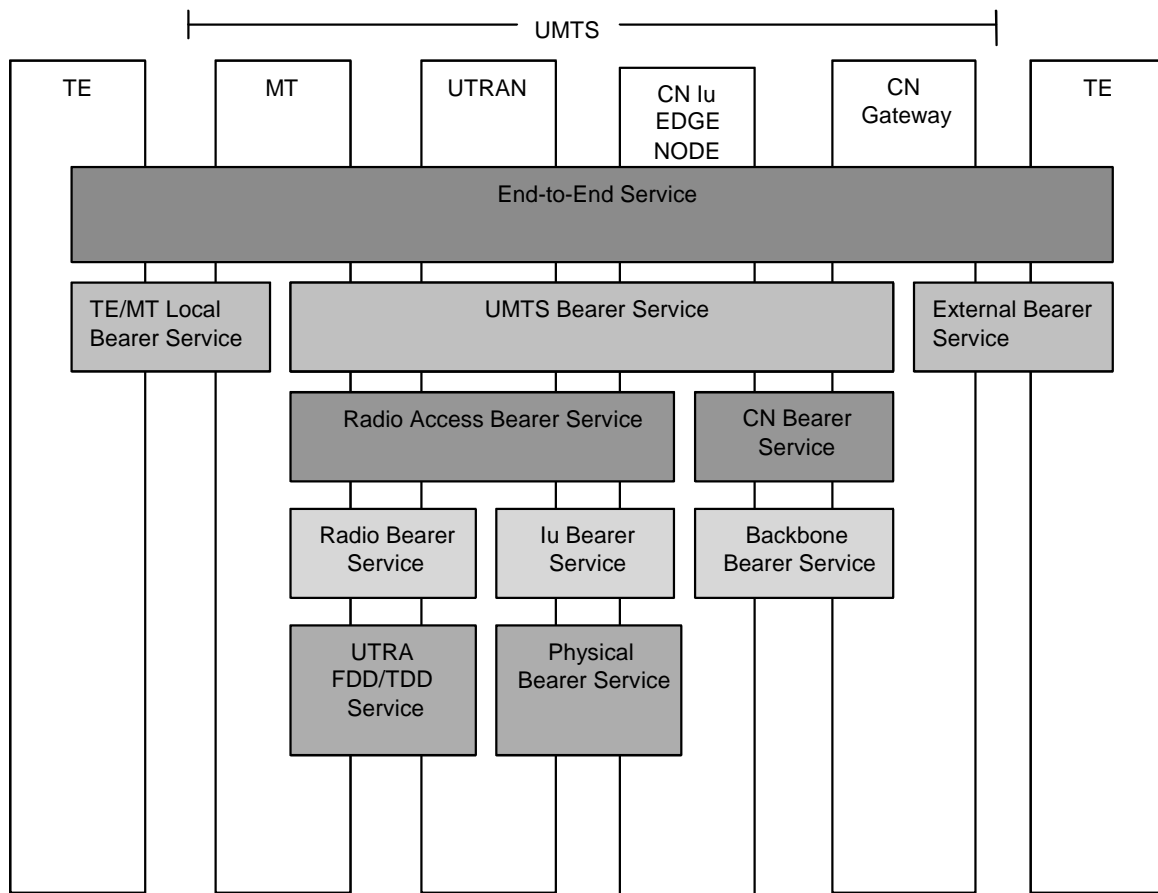 UMTS
TE
MT
UTRAN
CN Iu
EDGE
NODE
CN
Gateway
TE
End-to-End Service
TE/MT Local
Bearer Service
UMTS Bearer Service
External Bearer
Service
Radio Access Bearer Service
CN Bearer
Service
Radio Bearer
Service
Iu Bearer
Service
Backbone
Bearer Service
UTRA
FDD/TDD
Service
Physical
Bearer Service